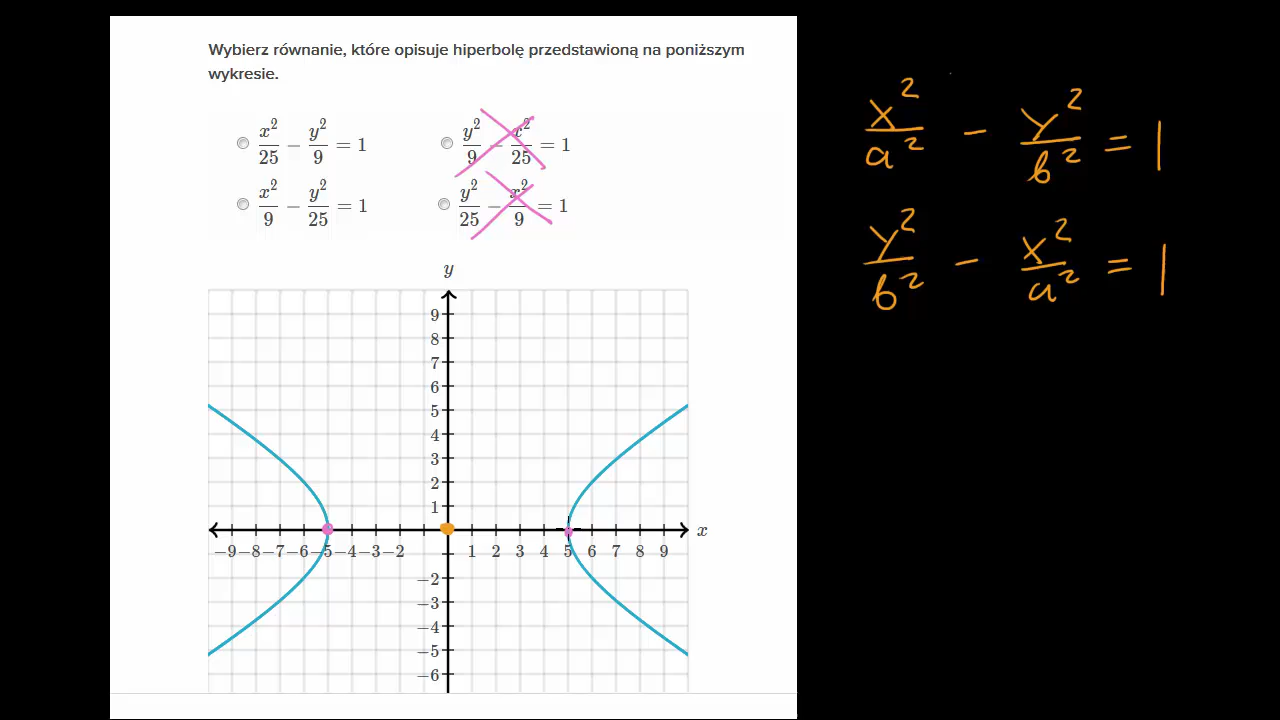 Wybierz równanie, które opisuje hiperbolę przedstawioną na poniższym
wykresie.
x²/25 − y²/9 = 1
y²/9 − x²/25 = 1
x²/9 − y²/25 = 1
y²/25 − x²/9 = 1
x²/a² − y²/b² = 1
y²/b² − x²/a² = 1
y
9
8
7
6
5
4
3
2
1
−9 −8 −7 −6 −5 −4 −3 −2 1 2 3 4 5 6 7 8 9 x
−2
−3
−4
−5
−6